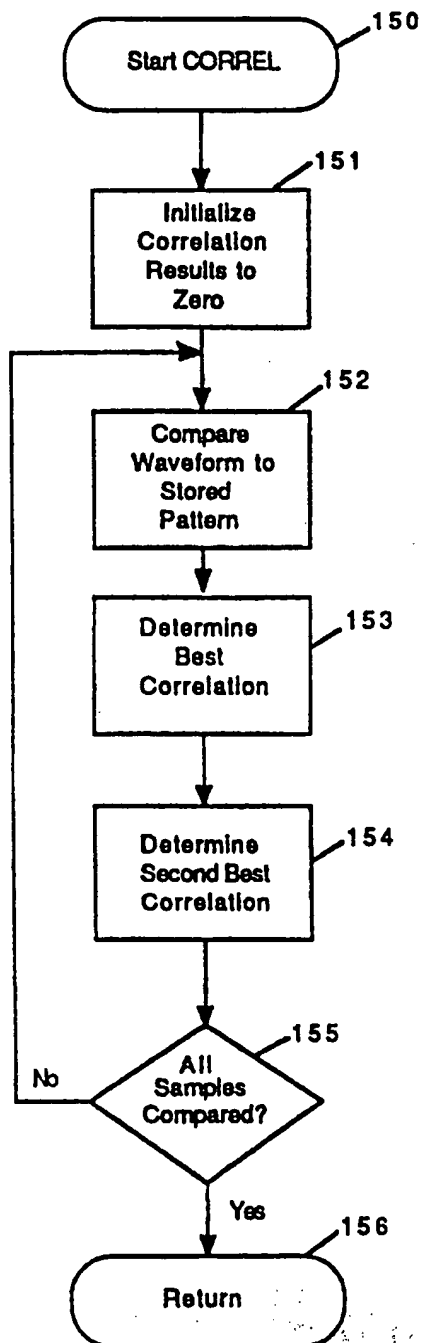 150
Start CORREL
151
Initialize
Correlation
Results to
Zero
152
Compare
Waveform to
Stored
Pattern
153
Determine
Best
Correlation
154
Determine
Second Best
Correlation
155
All
Samples
Compared?
No
Yes
156
Return